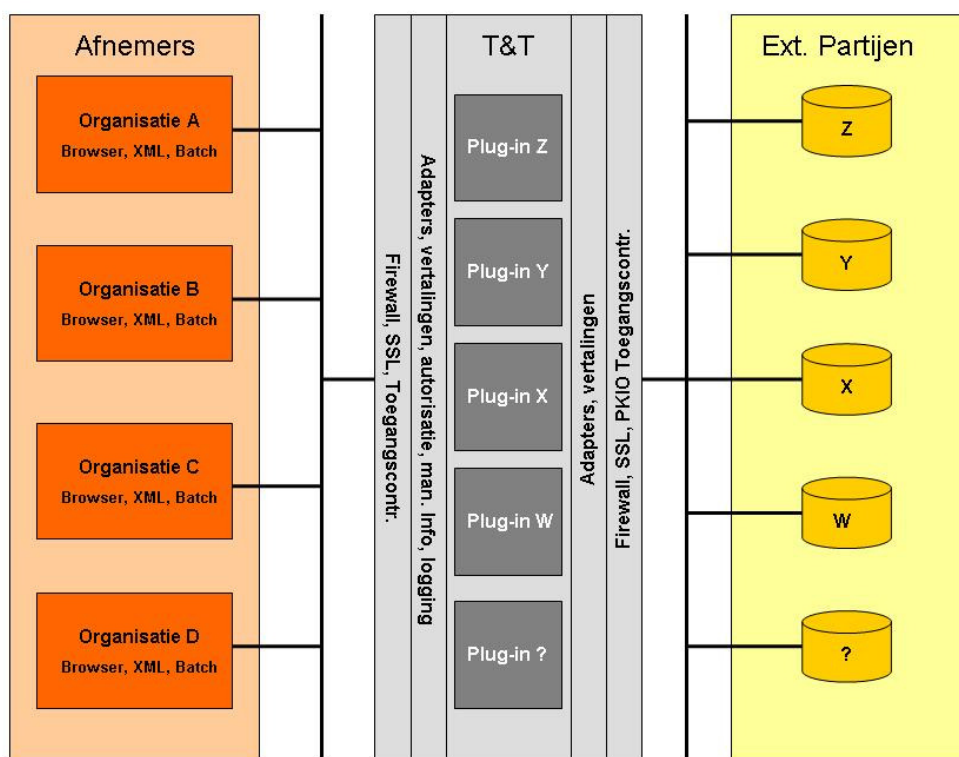 Afnemers
Organisatie A
Browser, XML, Batch
Organisatie B
Browser, XML, Batch
Organisatie C
Browser, XML, Batch
Organisatie D
Browser, XML, Batch
Firewall, SSL, Toegangscontr.
Adapters, vertalingen, autorisatie, man. Info, logging
T&T
Plug-in Z
Plug-in Y
Plug-in X
Plug-in W
Plug-in ?
Adapters, vertalingen
Firewall, SSL, PKIO Toegangscontr.
Ext. Partijen
Z
Y
X
W
?